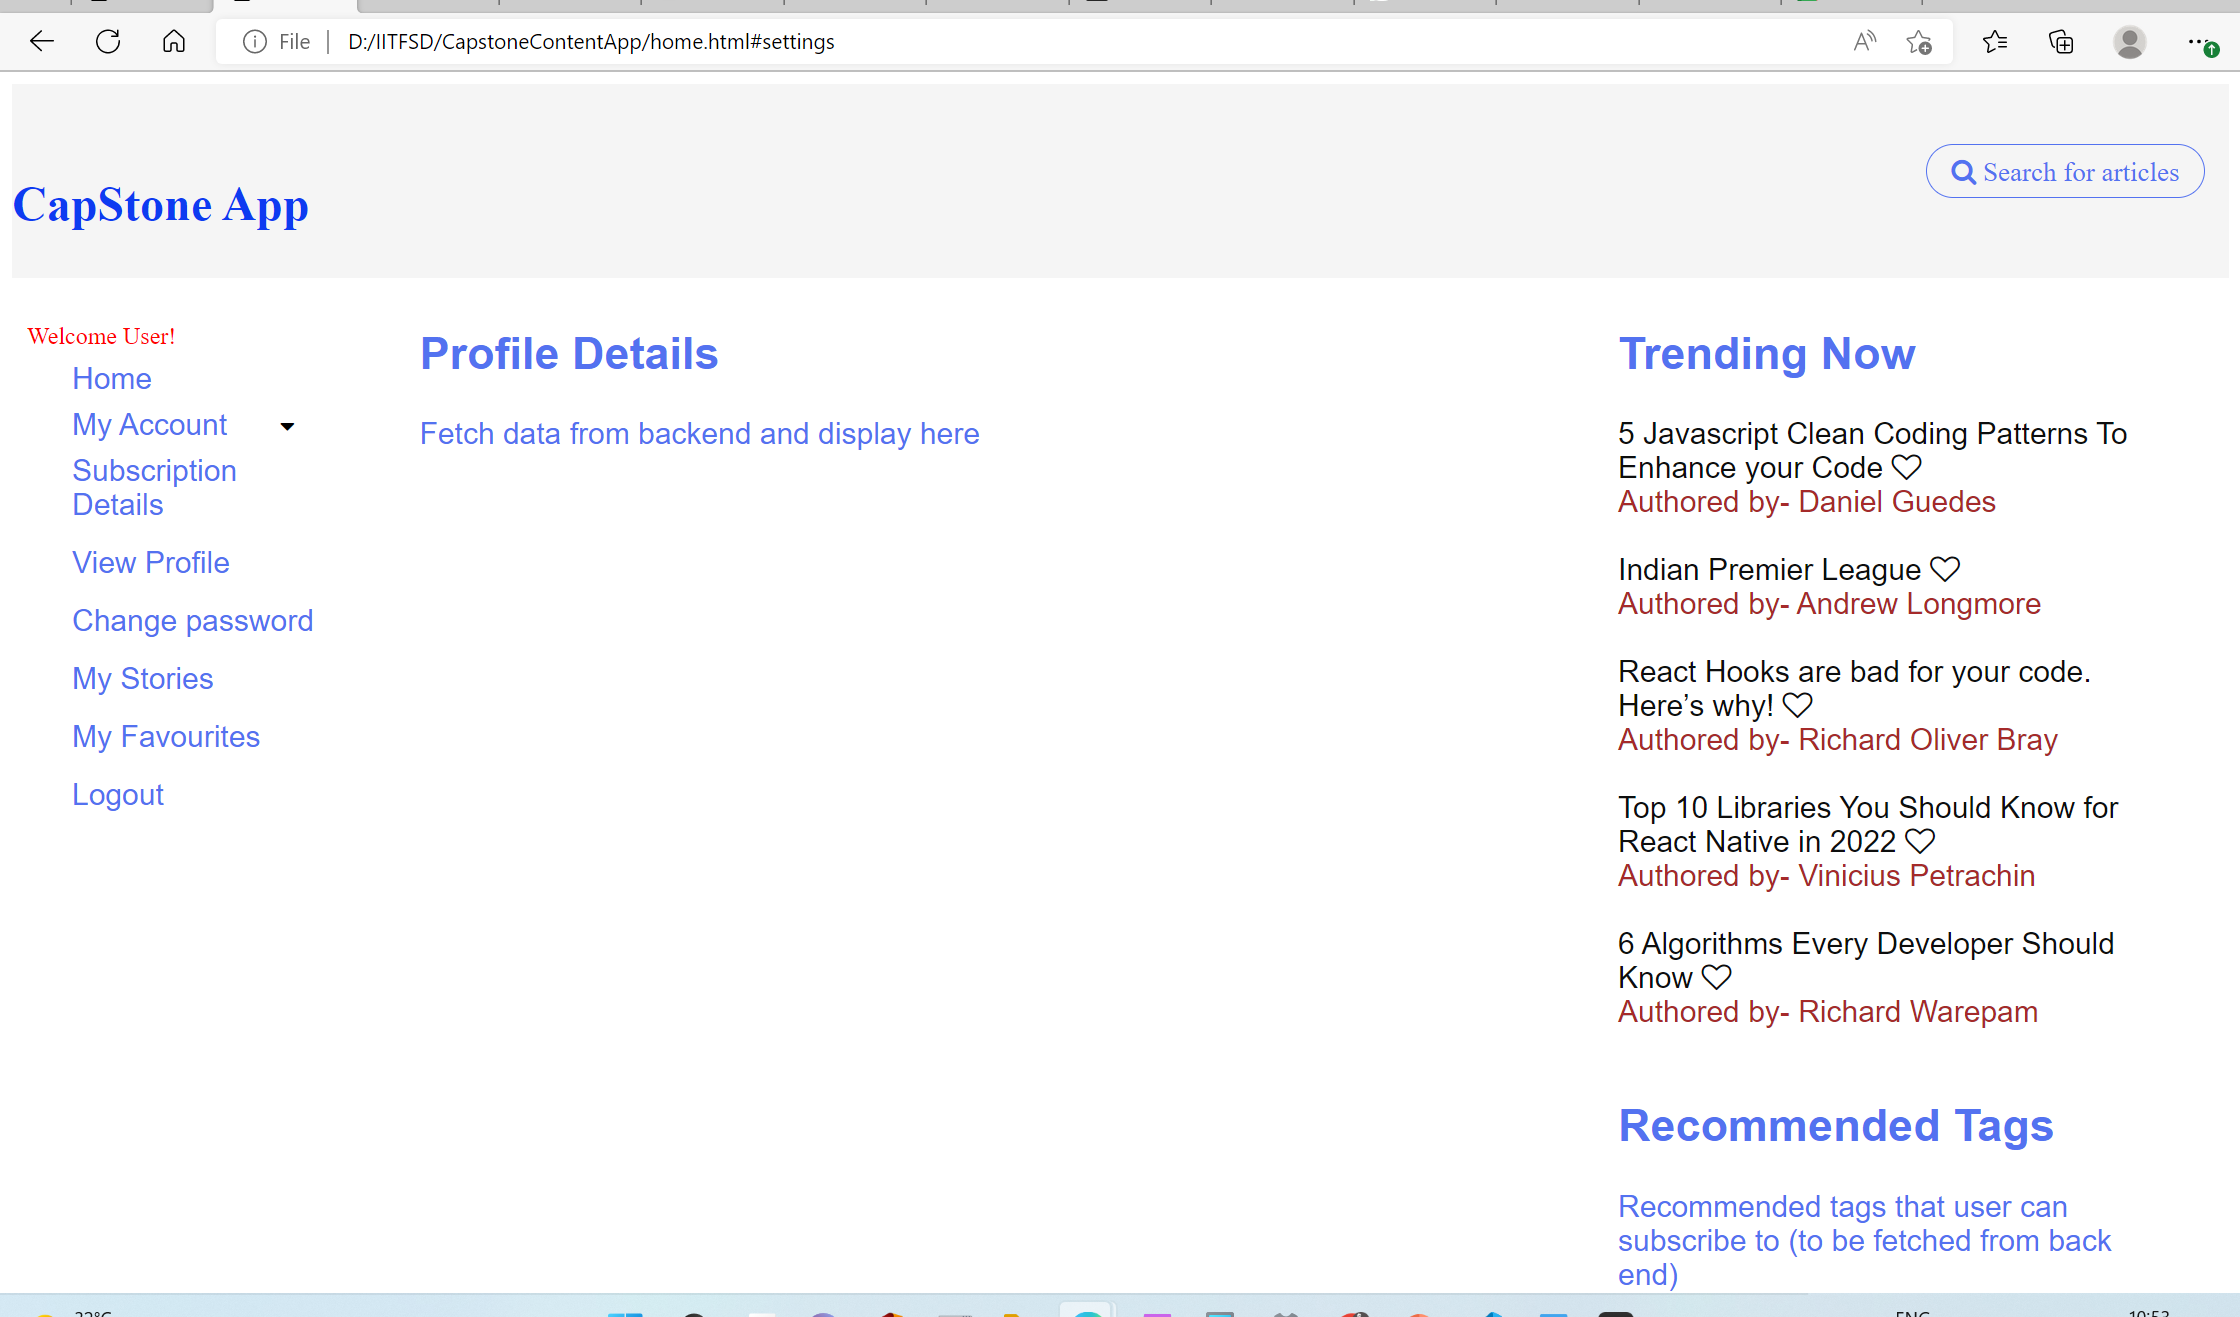 File
D:/IITFSD/CapstoneContentApp/home.html#settings
CapStone App
Search for articles
Welcome User!
Home
My Account
Subscription
Details
View Profile
Change password
My Stories
My Favourites
Logout
Profile Details
Fetch data from backend and display here
Trending Now
5 Javascript Clean Coding Patterns To
Enhance your Code
Authored by- Daniel Guedes
Indian Premier League
Authored by- Andrew Longmore
React Hooks are bad for your code.
Here’s why!
Authored by- Richard Oliver Bray
Top 10 Libraries You Should Know for
React Native in 2022
Authored by- Vinicius Petrachin
6 Algorithms Every Developer Should
Know
Authored by- Richard Warepam
Recommended Tags
Recommended tags that user can
subscribe to (to be fetched from back
end)